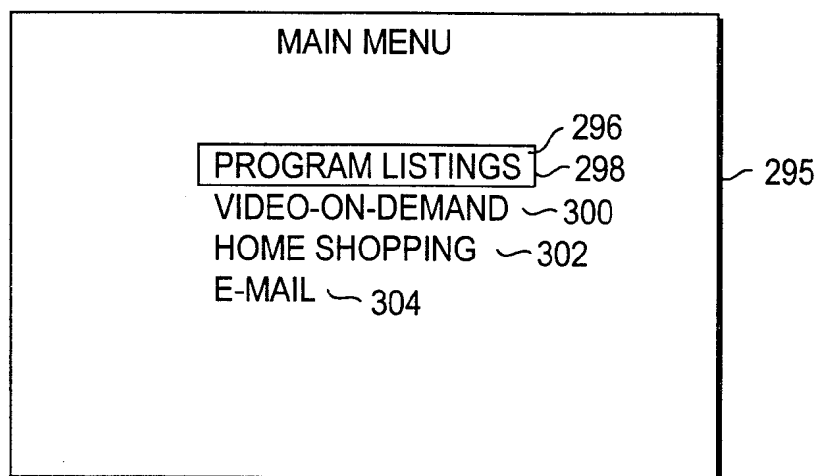 MAIN MENU
296
PROGRAM LISTINGS 298
295
VIDEO-ON-DEMAND 300
HOME SHOPPING 302
E-MAIL 304